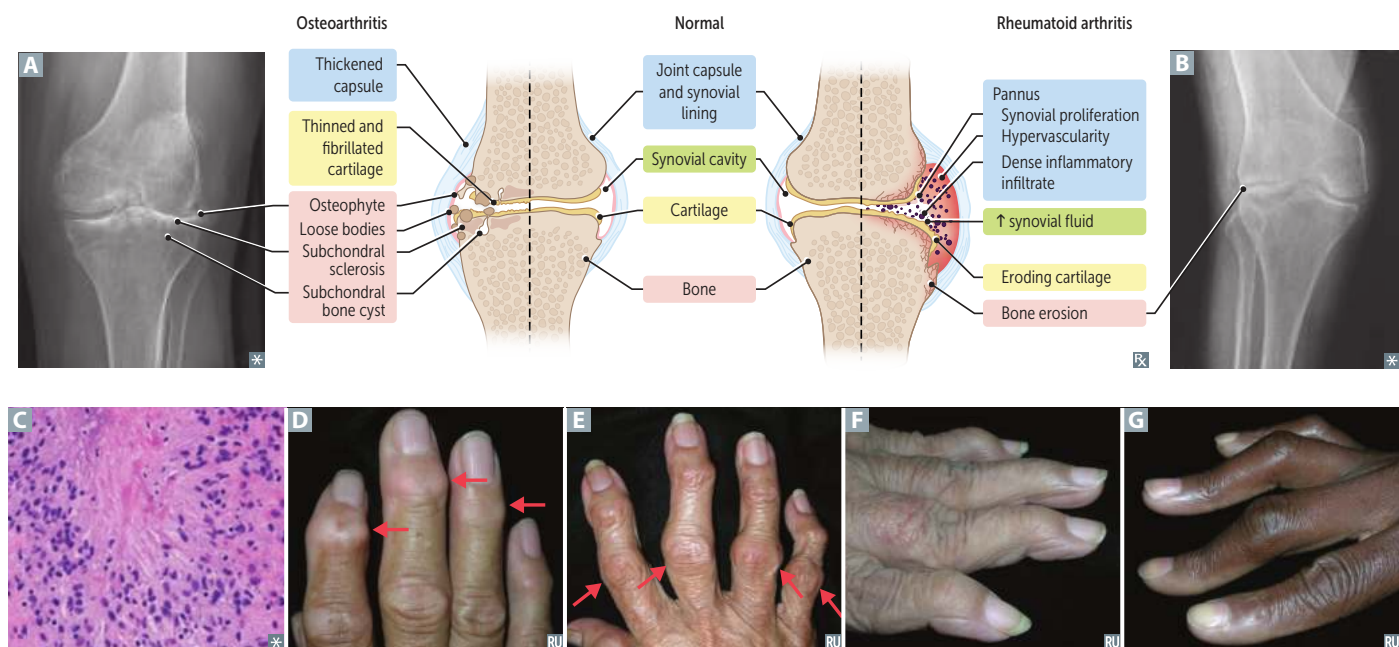 Osteoarthritis
Normal
Rheumatoid arthritis
A
Thickened
capsule
Thinned and
fibrillated
cartilage
Osteophyte
Loose bodies
Subchondral
sclerosis
Subchondral
bone cyst
Joint capsule
and synovial
lining
Synovial cavity
Cartilage
Bone
Pannus
Synovial proliferation
Hypervascularity
Dense inflammatory
infiltrate
↑ synovial fluid
Eroding cartilage
Bone erosion
B
*
Rx
*
C
D
E
F
G
*
RU
RU
RU
RU